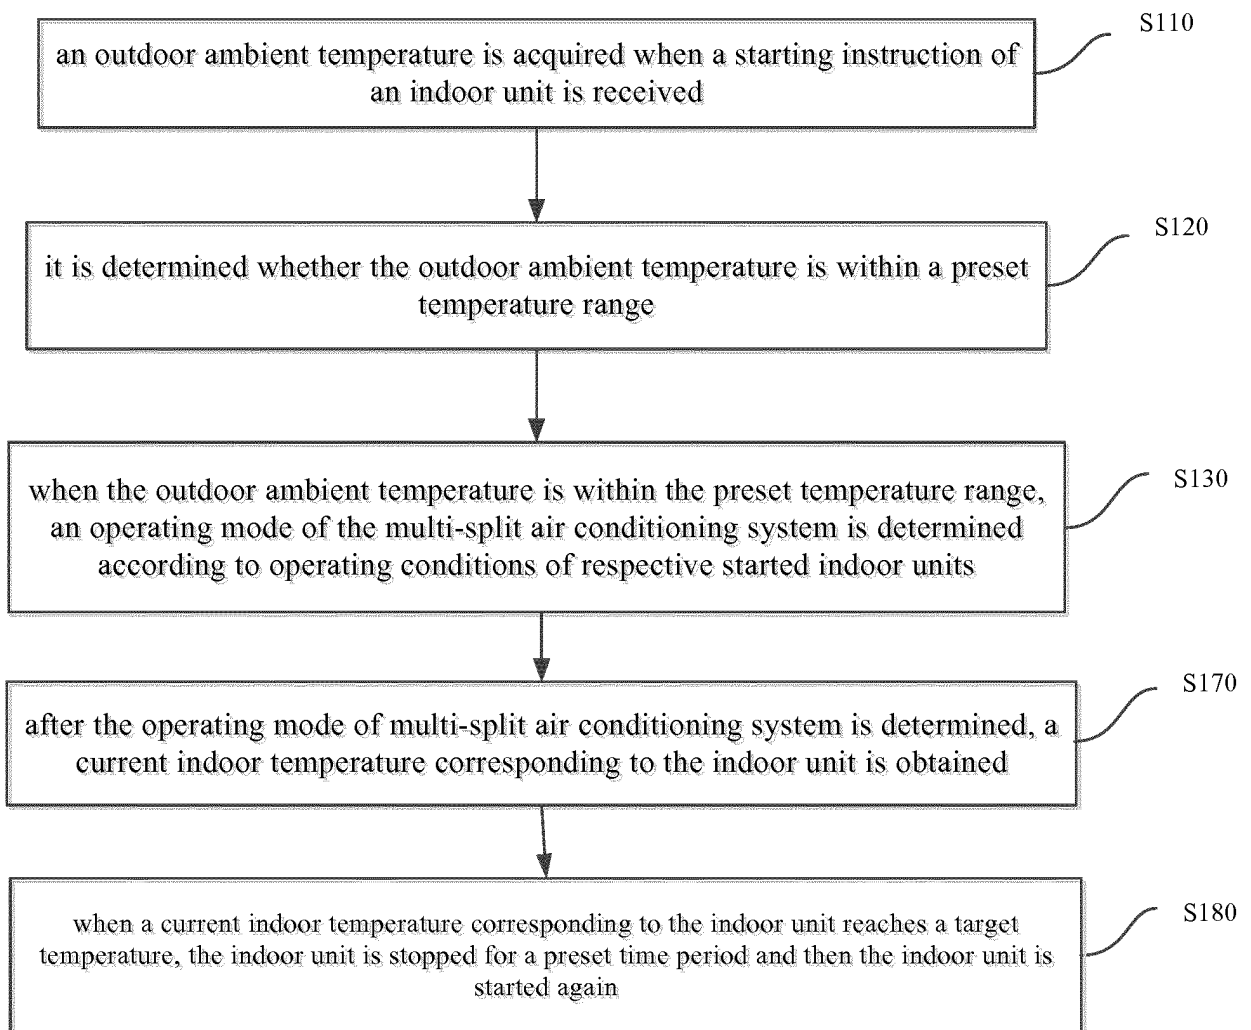 S110
an outdoor ambient temperature is acquired when a starting instruction of
an indoor unit is received
S120
it is determined whether the outdoor ambient temperature is within a preset
temperature range
S130
when the outdoor ambient temperature is within the preset temperature range,
an operating mode of the multi-split air conditioning system is determined
according to operating conditions of respective started indoor units
S170
after the operating mode of multi-split air conditioning system is determined, a
current indoor temperature corresponding to the indoor unit is obtained
S180
when a current indoor temperature corresponding to the indoor unit reaches a target
temperature, the indoor unit is stopped for a preset time period and then the indoor unit is
started again